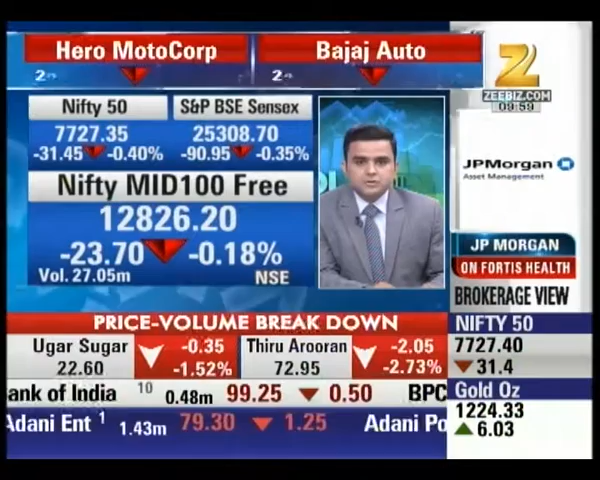 Hero MotoCorp
Bajaj Auto
Nifty 50
S&P BSE Sensex
7727.35
25308.70
-31.45 -0.40%
-90.95 -0.35%
Nifty MID100 Free
12826.20
-23.70 -0.18%
Vol. 27.05m
NSE
Z
ZEEBIZ.COM
09:59
JPMorgan
Asset Management
JP MORGAN
ON FORTIS HEALTH
BROKERAGE VIEW
PRICE-VOLUME BREAK DOWN
Ugar Sugar
22.60
-0.35
-1.52%
Thiru Arooran
72.95
-2.05
-2.73%
NIFTY 50
7727.40
31.4
Gold Oz
1224.33
6.03
ank of India 10 0.48m 99.25 0.50 BPC
Adani Ent 1 1.43m 79.30 1.25 Adani Po